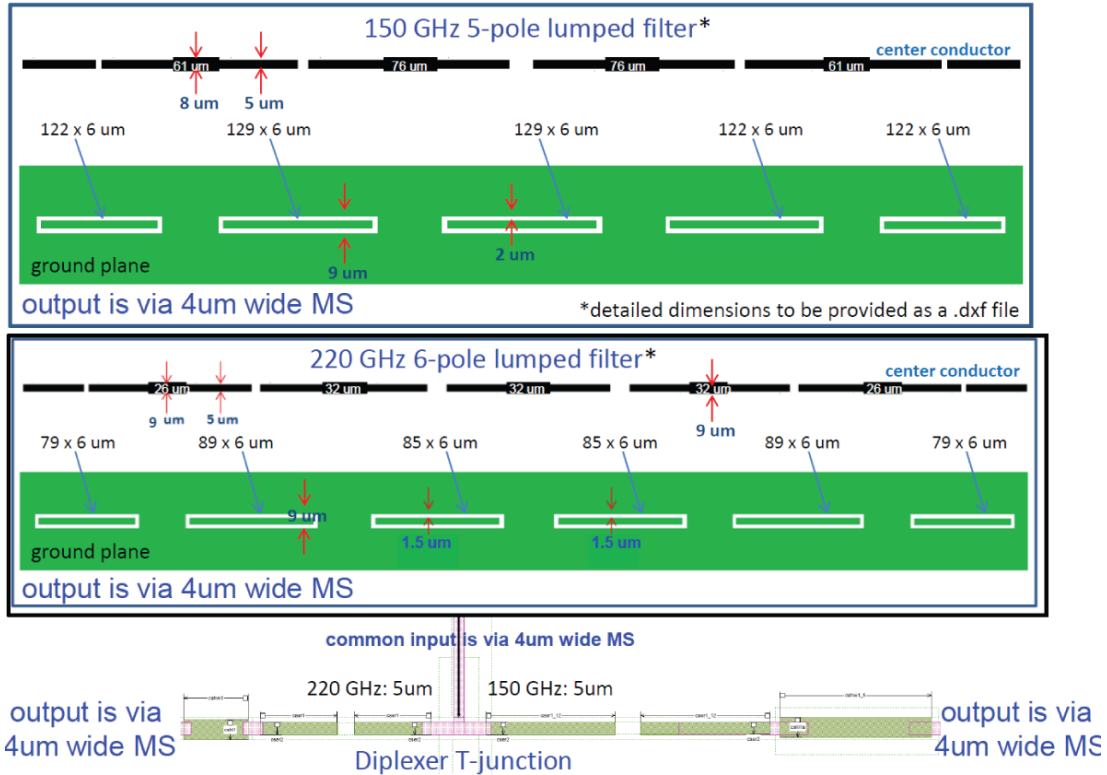 150 GHz 5-pole lumped filter*
center conductor
61 um
76 um
76 um
61 um
8 um
5 um
122 x 6 um
129 x 6 um
129 x 6 um
122 x 6 um
122 x 6 um
2 um
9 um
ground plane
output is via 4um wide MS
*detailed dimensions to be provided as a .dxf file
220 GHz 6-pole lumped filter*
center conductor
26 um
32 um
32 um
32 um
26 um
9 um
5 um
9 um
79 x 6 um
89 x 6 um
85 x 6 um
85 x 6 um
89 x 6 um
79 x 6 um
9 um
1.5 um
1.5 um
ground plane
output is via 4um wide MS
common input is via 4um wide MS
220 GHz: 5um
150 GHz: 5um
output is via
4um wide MS
output is via
4um wide MS
Diplexer T-junction